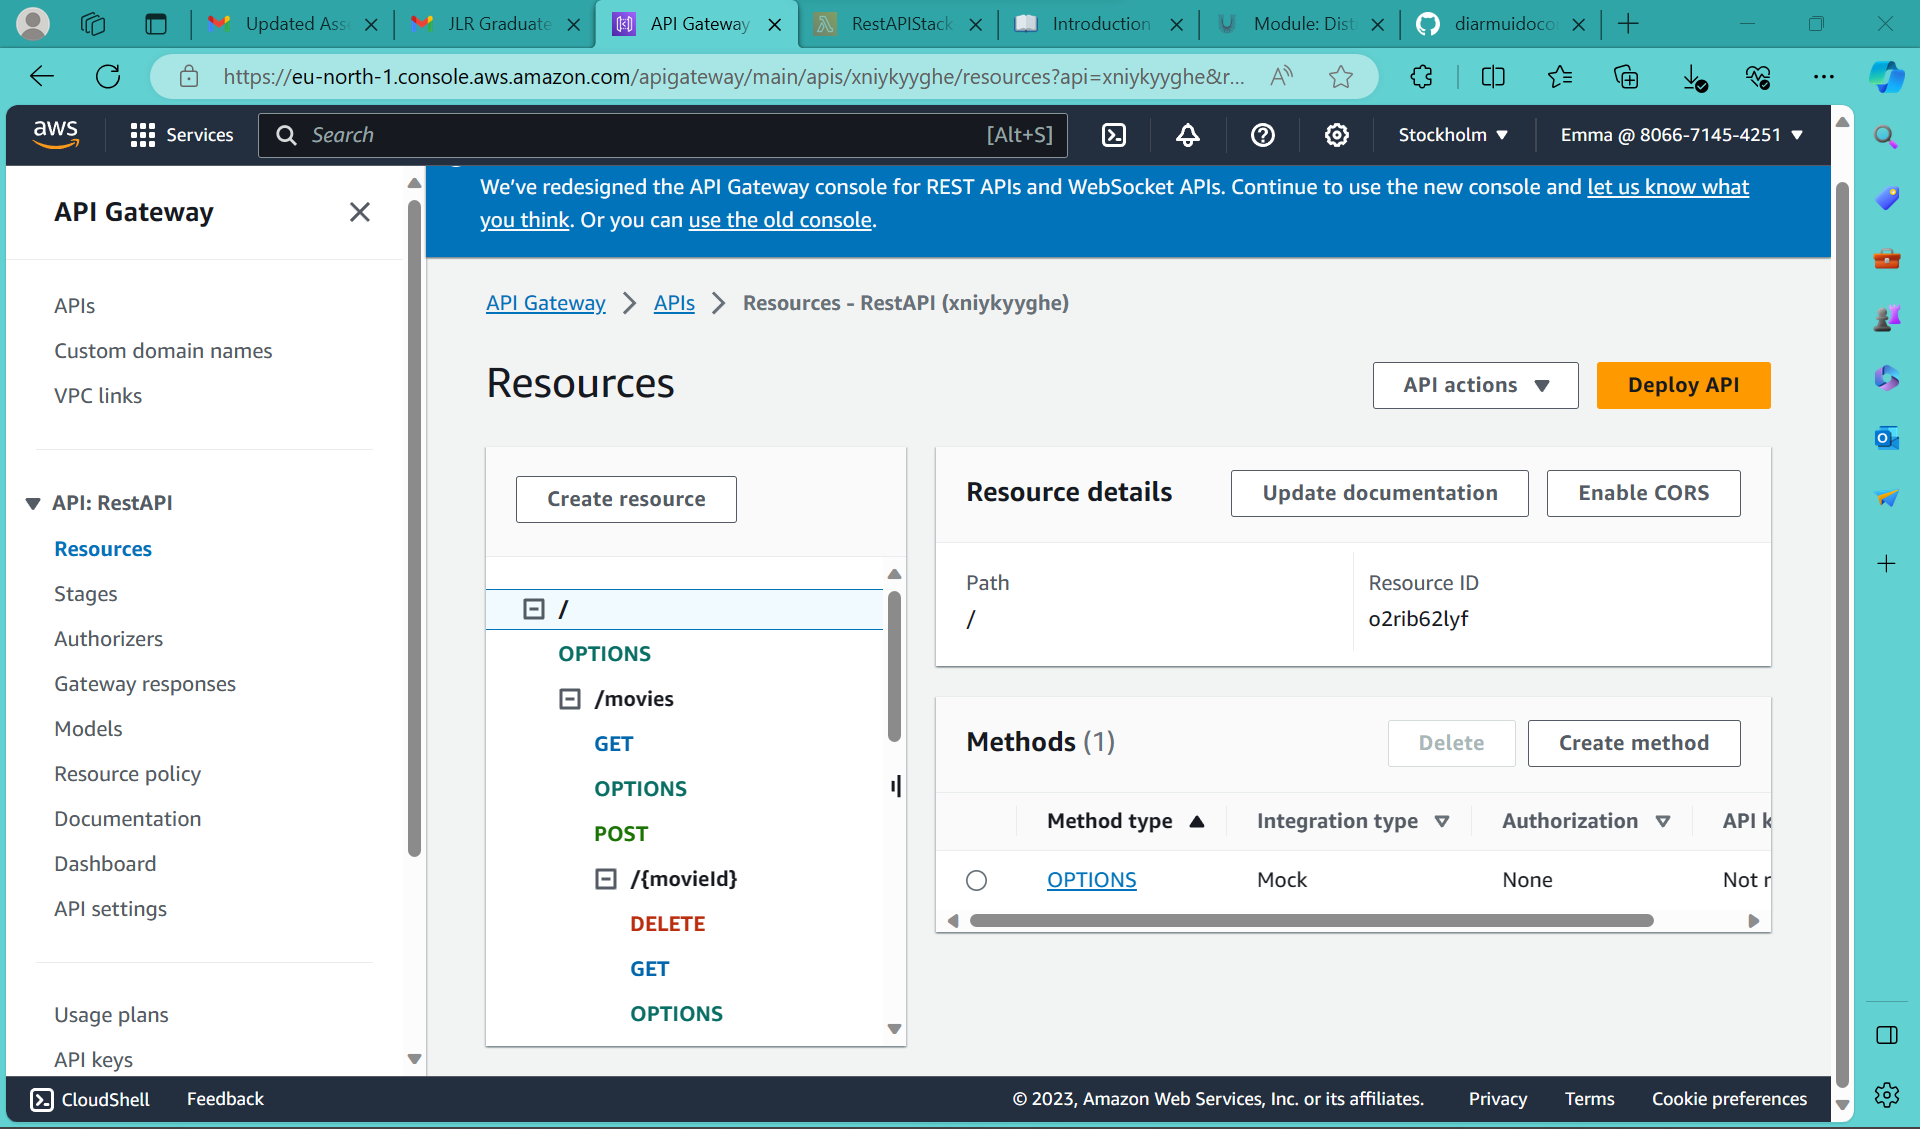 Updated Ass
JLR Graduate
API Gateway
RestAPIStack
Introduction
Module: Dist
diarmuidoco
https://eu-north-1.console.aws.amazon.com/apigateway/main/apis/xniykyyghe/resources?api=xniykyyghe&r...
aws
Services
Search
[Alt+S]
Stockholm
Emma @ 8066-7145-4251
API Gateway
We've redesigned the API Gateway console for REST APIs and WebSocket APIs. Continue to use the new console and let us know what
you think. Or you can use the old console.
APIs
Custom domain names
VPC links
API: RestAPI
Resources
Stages
Authorizers
Gateway responses
Models
Resource policy
Documentation
Dashboard
API settings
Usage plans
API keys
API Gateway > APIs > Resources - RestAPI (xniykyyghe)
Resources
API actions
Deploy API
Create resource
/
OPTIONS
/movies
GET
OPTIONS
POST
/{movieId}
DELETE
GET
OPTIONS
Resource details
Update documentation
Enable CORS
Path
/
Resource ID
o2rib62lyf
Methods (1)
Delete
Create method
Method type
Integration type
Authorization
API k
OPTIONS
Mock
None
Not r
CloudShell
Feedback
© 2023, Amazon Web Services, Inc. or its affiliates.
Privacy
Terms
Cookie preferences